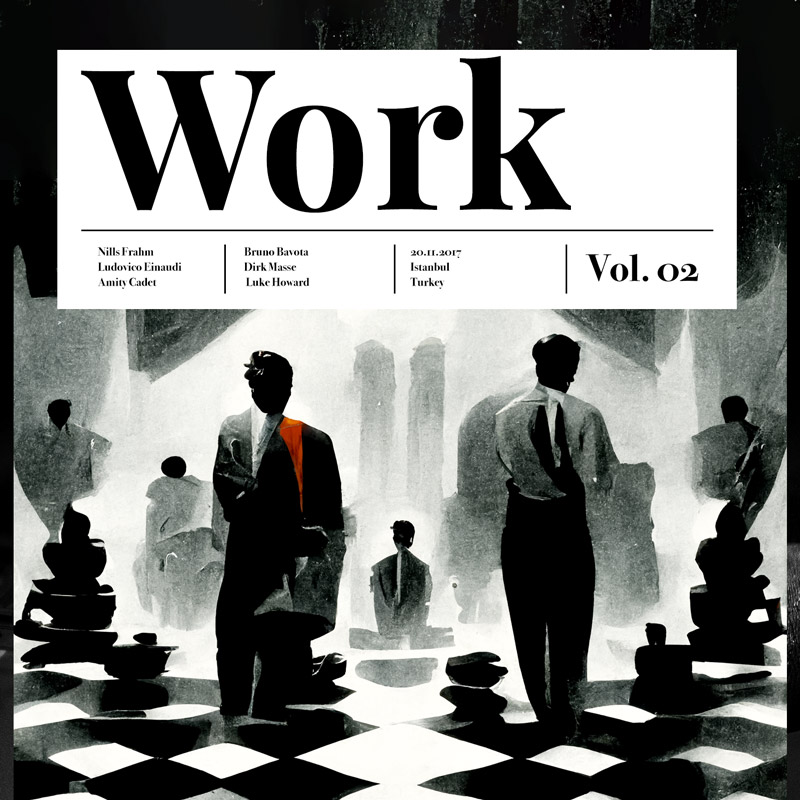 Work
Nills Frahm
Ludovico Einaudi
Amity Cadet
Bruno Bavota
Dirk Masse
Luke Howard
20.11.2017
Istanbul
Turkey
Vol. 02